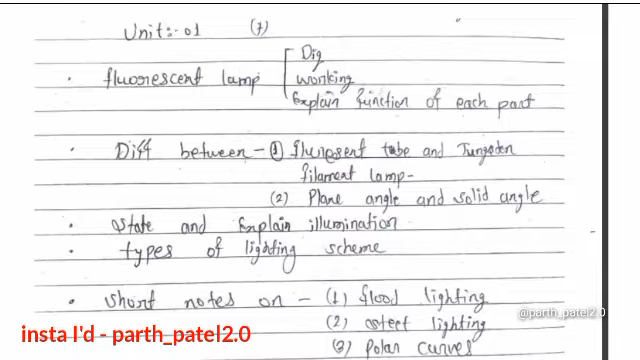 Unit:-01 (7)
Dig
• fluorescent lamp working
Explain function of each part
• Diff between - (1) fluroesent tube and Tungsten
filament lamp-
(2) Plane angle and solid angle
• State and Explain illumination
• types of lighting scheme
• Short notes on - (1) flood lighting
@parth_patel2.0
(2) street lighting
insta I'd - parth_patel2.0
(3) Polar curves